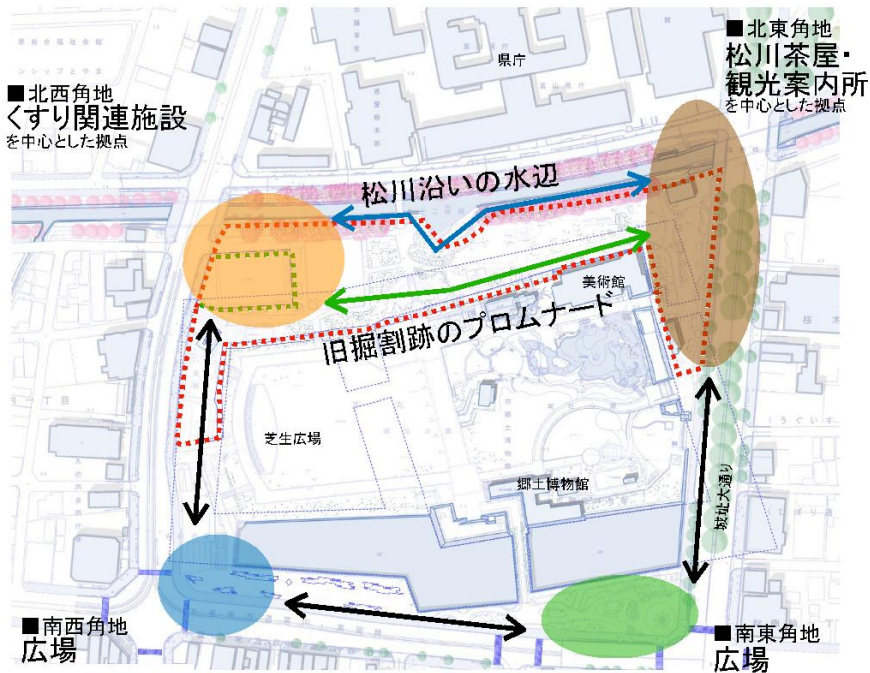 ■北東角地
松川茶屋・
観光案内所
を中心とした拠点
県庁
■北西角地
くすり関連施設
を中心とした拠点
松川沿いの水辺
美術館
旧掘割跡のプロムナード
芝生広場
郷土博物館
城址大通り
■南西角地
広場
■南東角地
広場